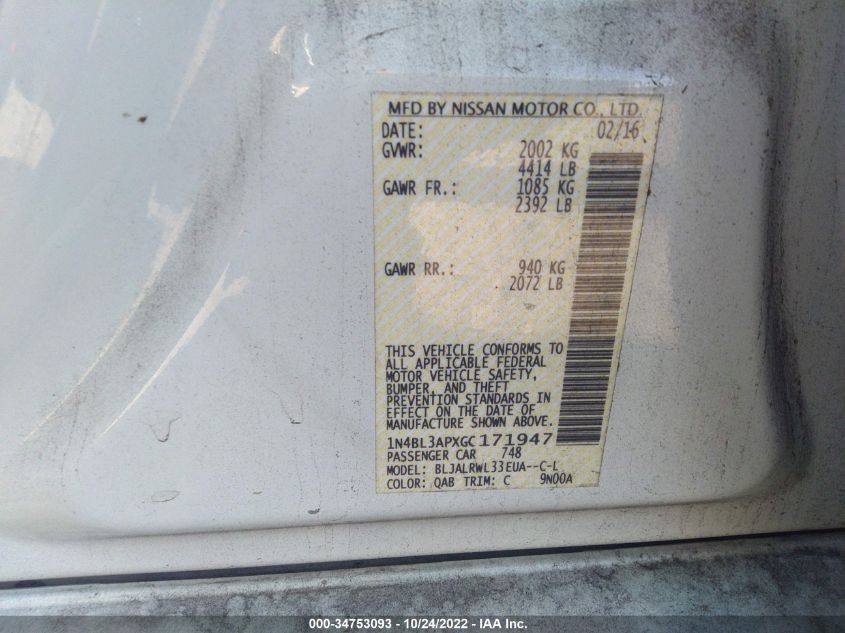 MFD BY NISSAN MOTOR CO., LTD.
DATE: 02/16
GVWR: 2002 KG
4414 LB
GAWR FR.: 1085 KG
2392 LB
GAWR RR.: 940 KG
2072 LB
THIS VEHICLE CONFORMS TO
ALL APPLICABLE FEDERAL
MOTOR VEHICLE SAFETY,
BUMPER, AND THEFT
PREVENTION STANDARDS IN
EFFECT ON THE DATE OF
MANUFACTURE SHOWN ABOVE.
1N4BL3APXGC171947
PASSENGER CAR 748
MODEL: BLJALRWL33EUA--C-L
COLOR: QAB TRIM: C 9N00A
000-34753093 - 10/24/2022 - IAA Inc.